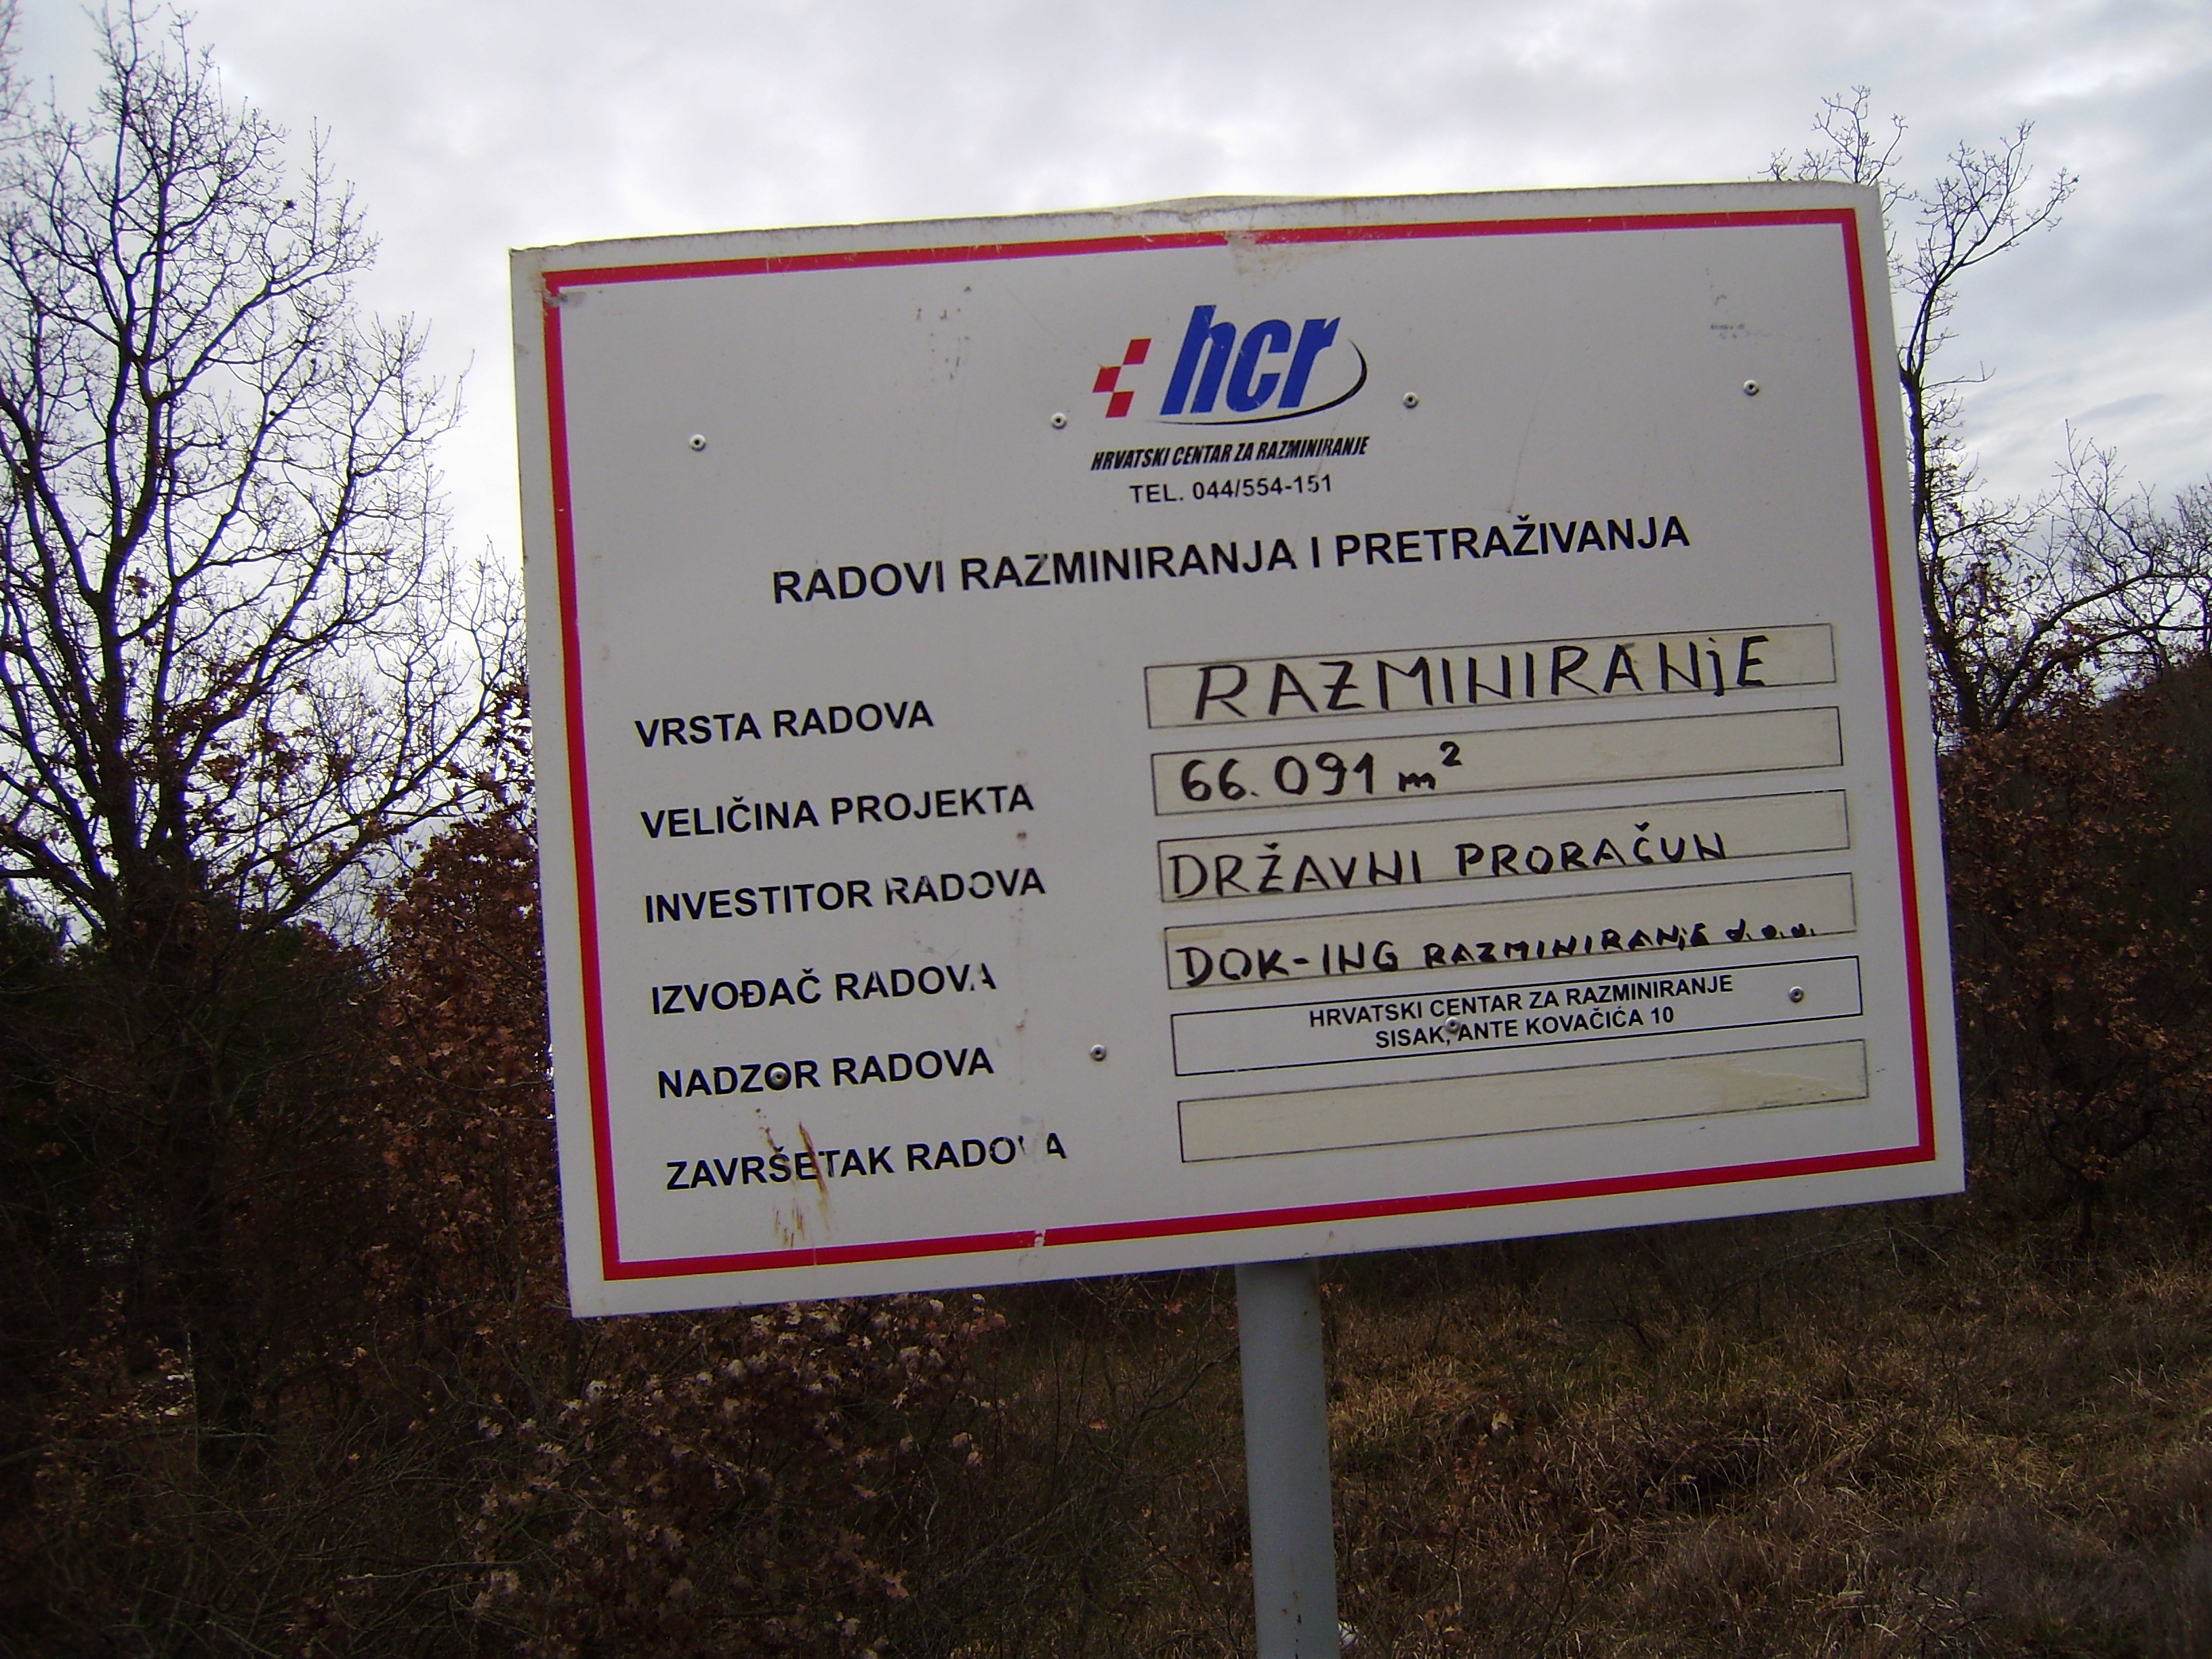 hcr
HRVATSKI CENTAR ZA RAZMINIRANJE
TEL. 044/554-151
RADOVI RAZMINIRANJA I PRETRAŽIVANJA
VRSTA RADOVA RAZMINIRANjE
VELIČINA PROJEKTA 66.091 m²
INVESTITOR RADOVA DRŽAVNI PRORAČUN
IZVOĐAČ RADOVA DOK-ING RAZMINIRANjE d.o.o.
NADZOR RADOVA HRVATSKI CENTAR ZA RAZMINIRANJE
SISAK, ANTE KOVAČIĆA 10
ZAVRŠETAK RADOVA